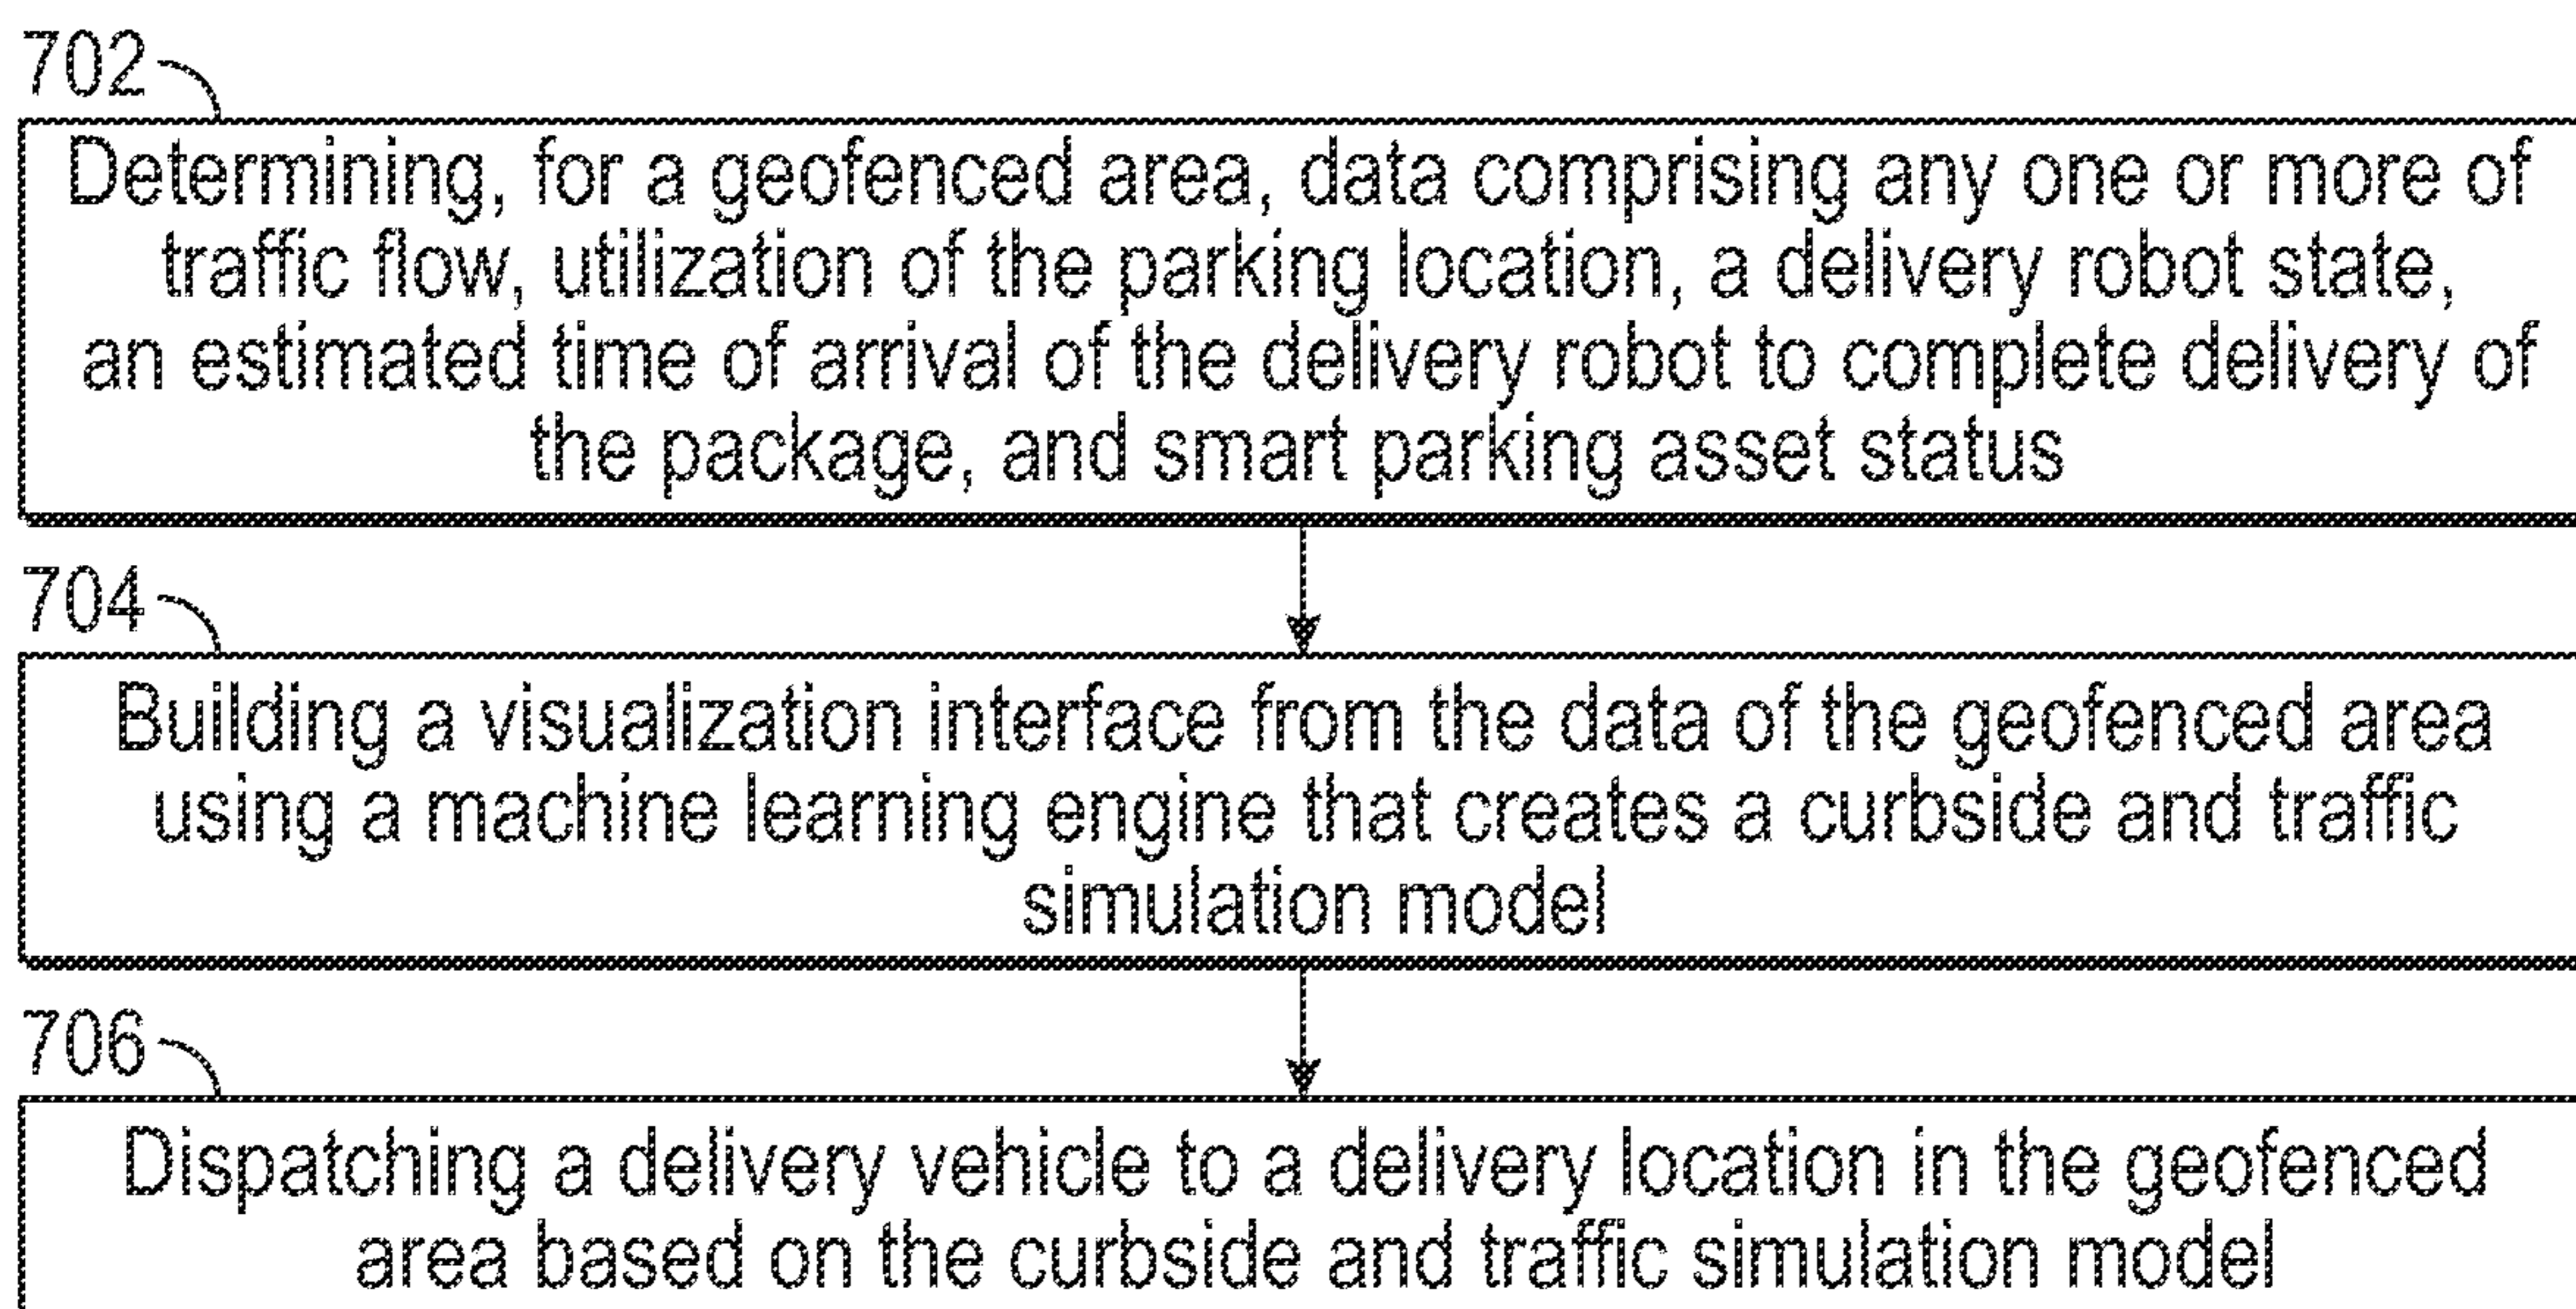 702
Determining, for a geofenced area, data comprising any one or more of
traffic flow, utilization of the parking location, a delivery robot state,
an estimated time of arrival of the delivery robot to complete delivery of
the package, and smart parking asset status
704
Building a visualization interface from the data of the geofenced area
using a machine learning engine that creates a curbside and traffic
simulation model
706
Dispatching a delivery vehicle to a delivery location in the geofenced
area based on the curbside and traffic simulation model